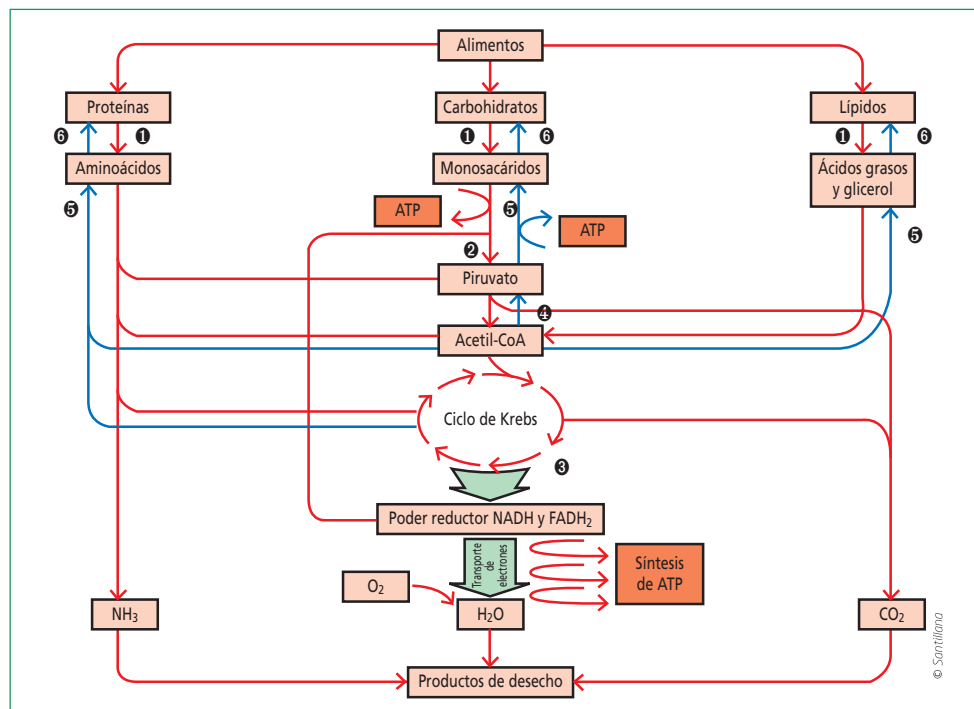 Alimentos
Proteínas
Carbohidratos
Lípidos
❻ ❶
❶ ❻
❶ ❻
Aminoácidos
Monosacáridos
Ácidos grasos
y glicerol
❺
ATP
❺
ATP
❺
❷
Piruvato
❹
Acetil-CoA
Ciclo de Krebs
❸
Poder reductor NADH y FADH₂
Transporte
de
electrones
Síntesis
de ATP
O₂
NH₃
H₂O
CO₂
Productos de desecho
© Santillana